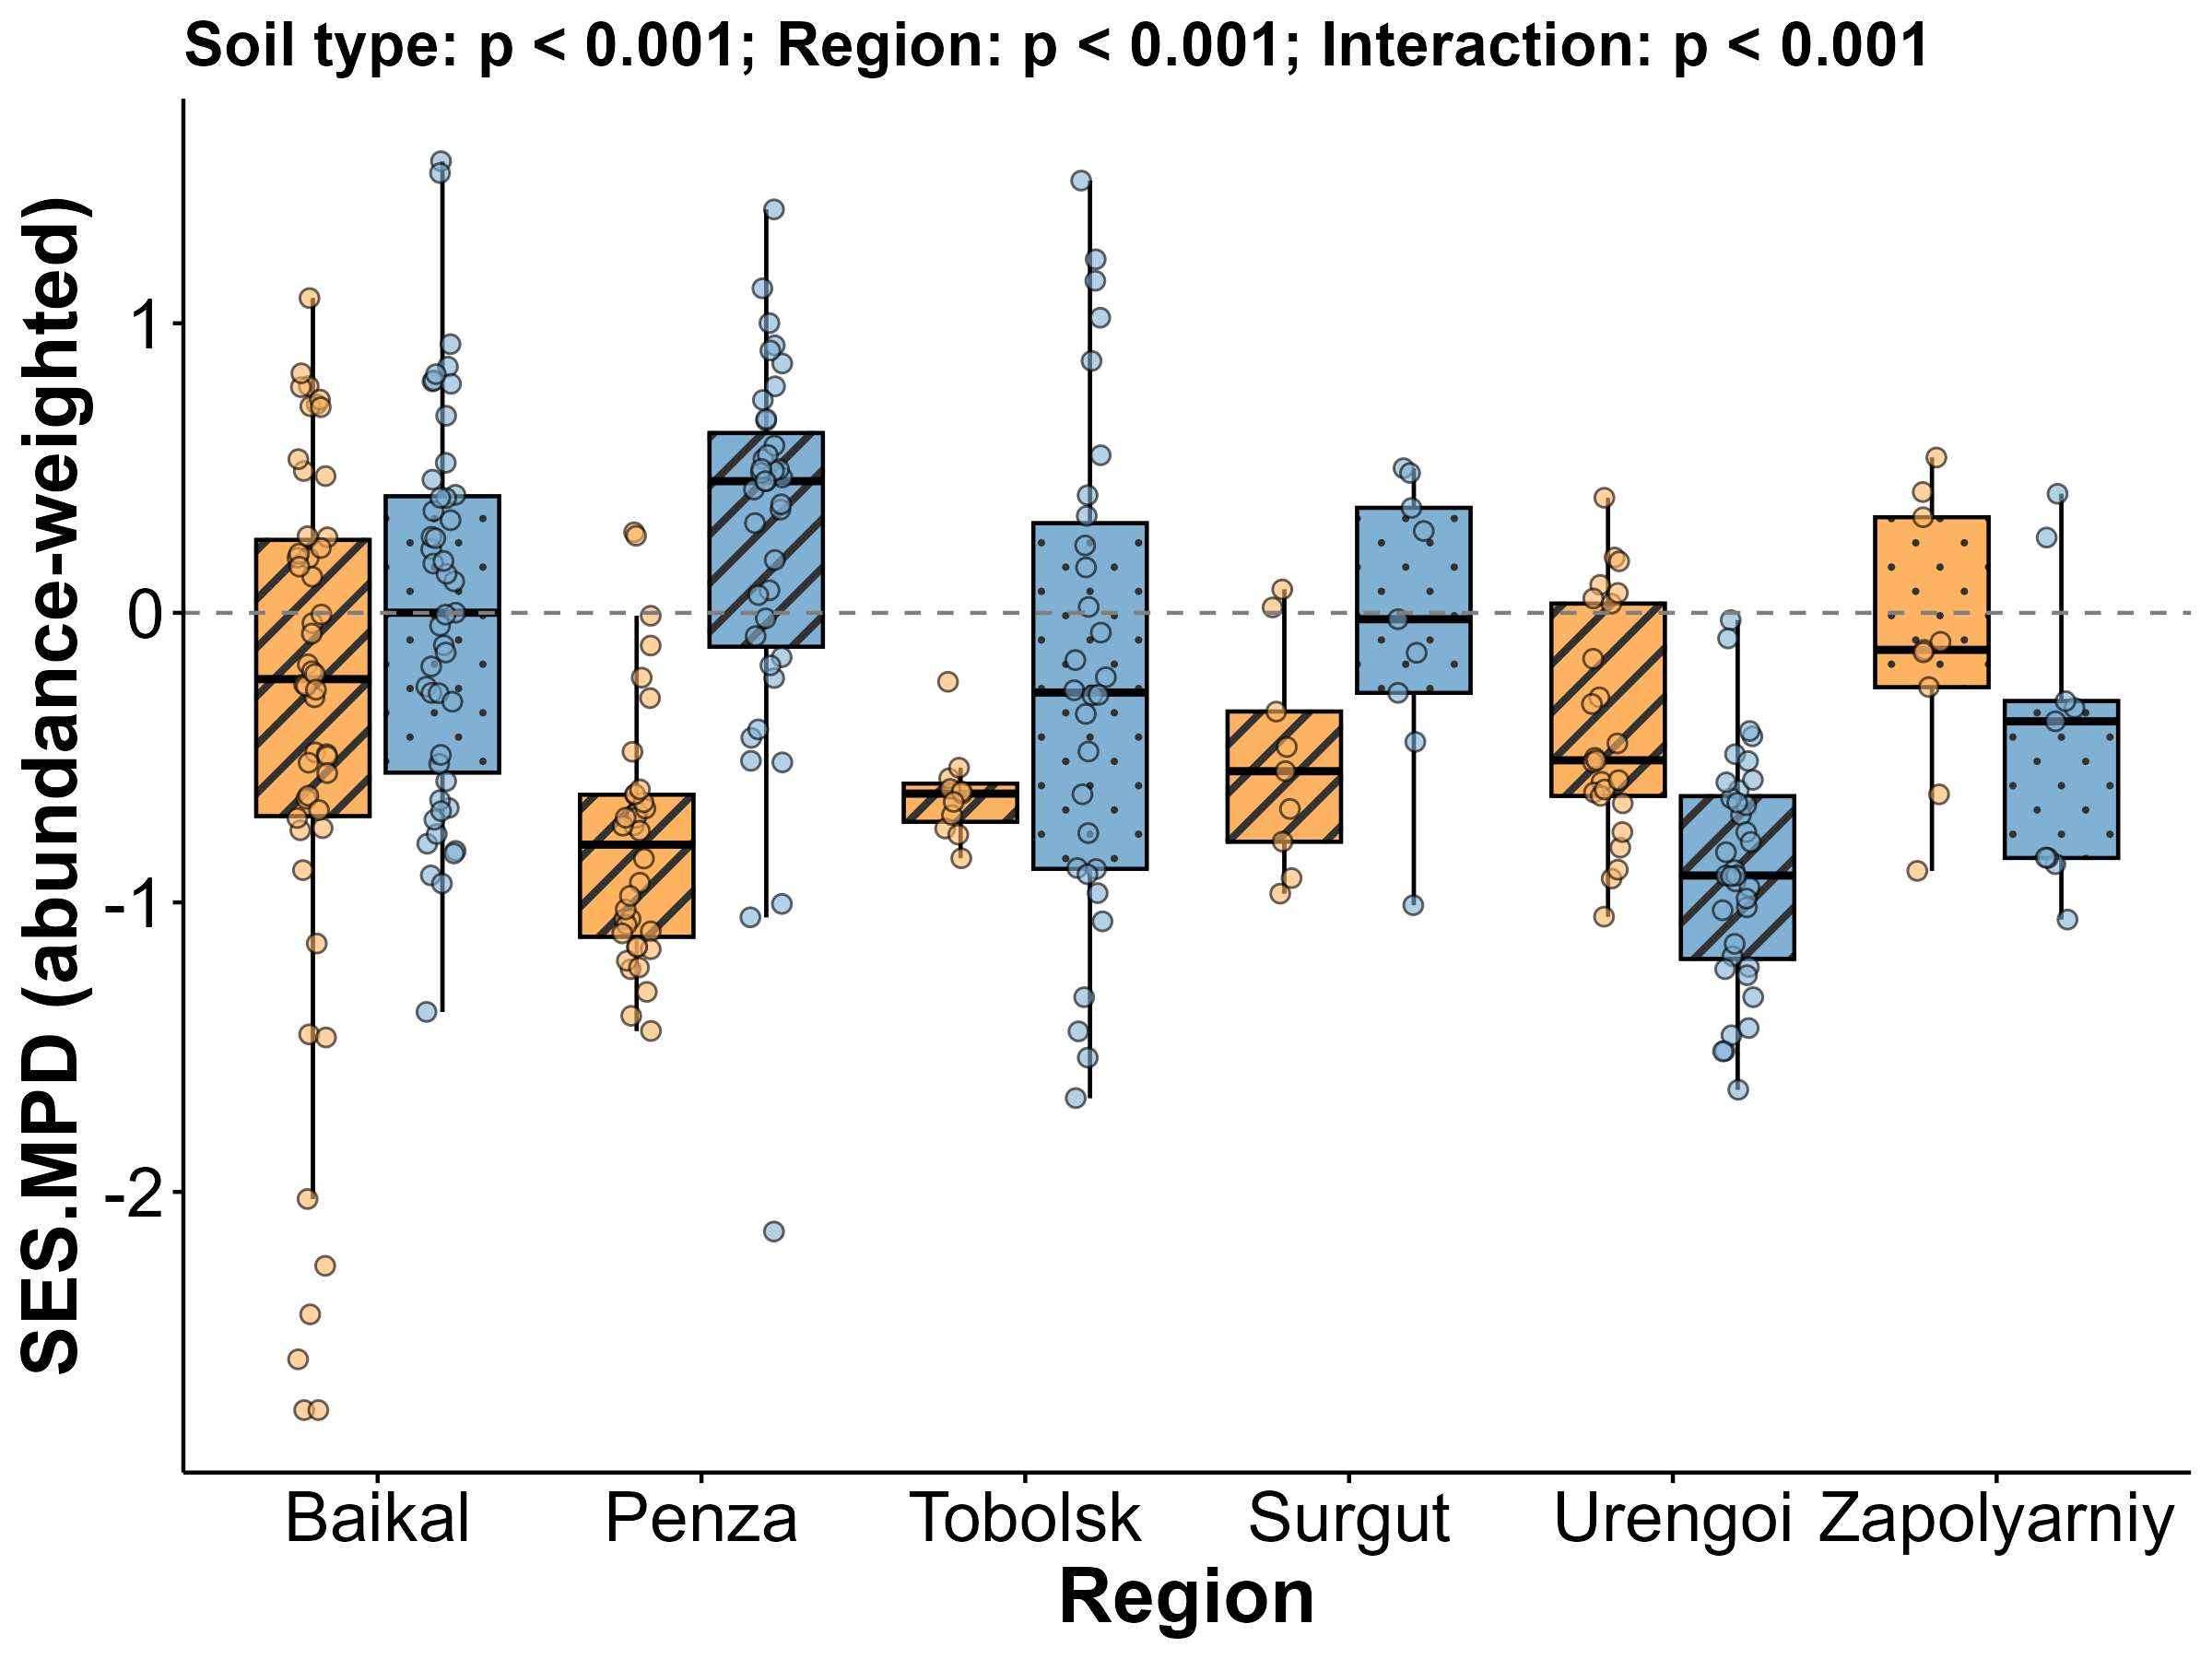 Soil type: p < 0.001; Region: p < 0.001; Interaction: p < 0.001
SES.MPD (abundance-weighted)
1
0
-1
-2
Baikal Penza Tobolsk Surgut Urengoi Zapolyarniy
Region